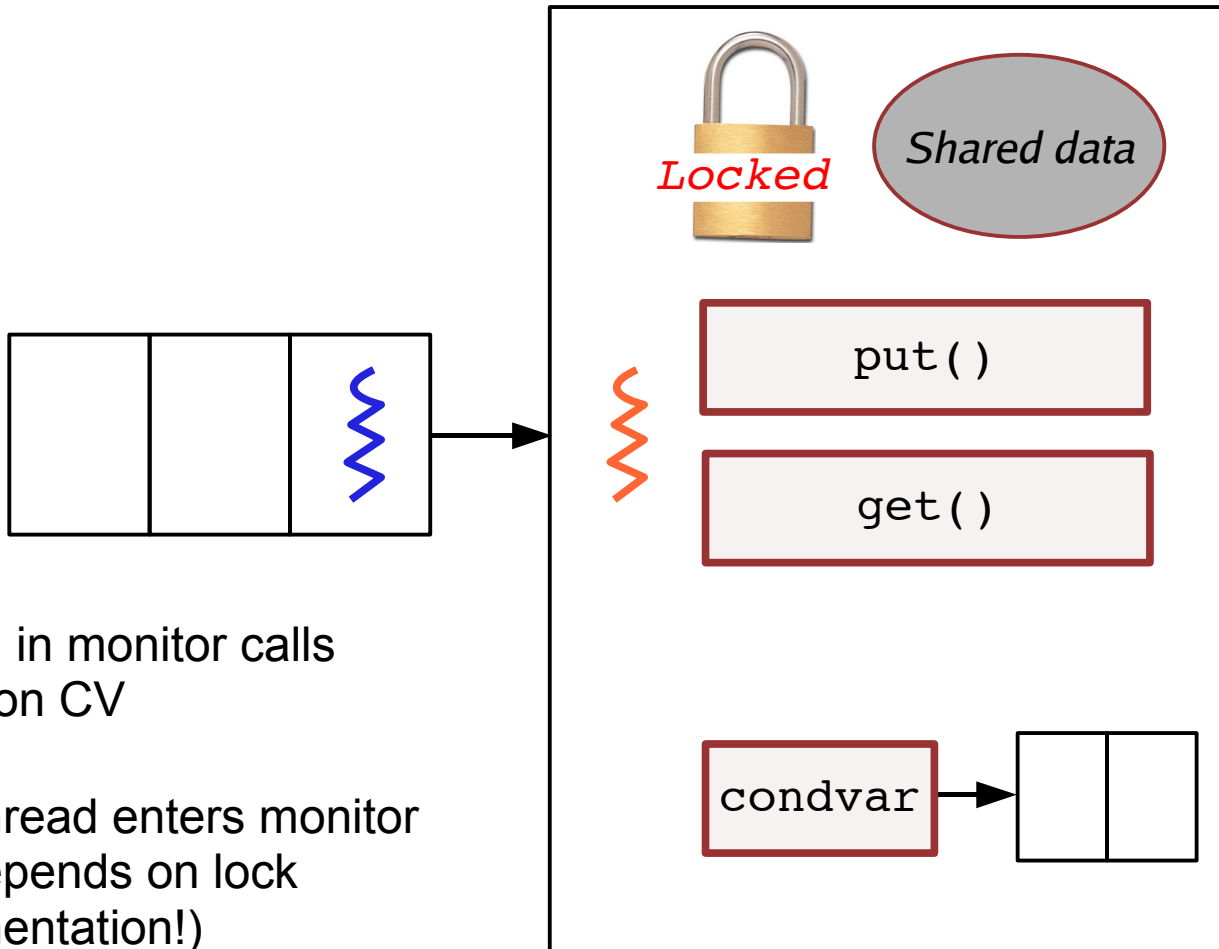 Locked
Shared data
put()
get()
in monitor calls
on CV
condvar
read enters monitor
epends on lock
entation!)